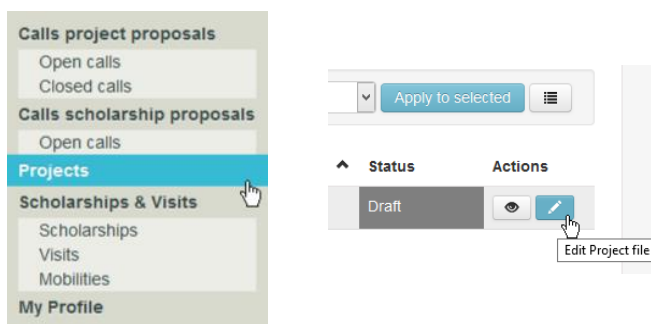 Calls project proposals
Open calls
Closed calls
Calls scholarship proposals
Open calls
Projects
Scholarships & Visits
Scholarships
Visits
Mobilities
My Profile
Apply to selected
Status Actions
Draft
Edit Project file